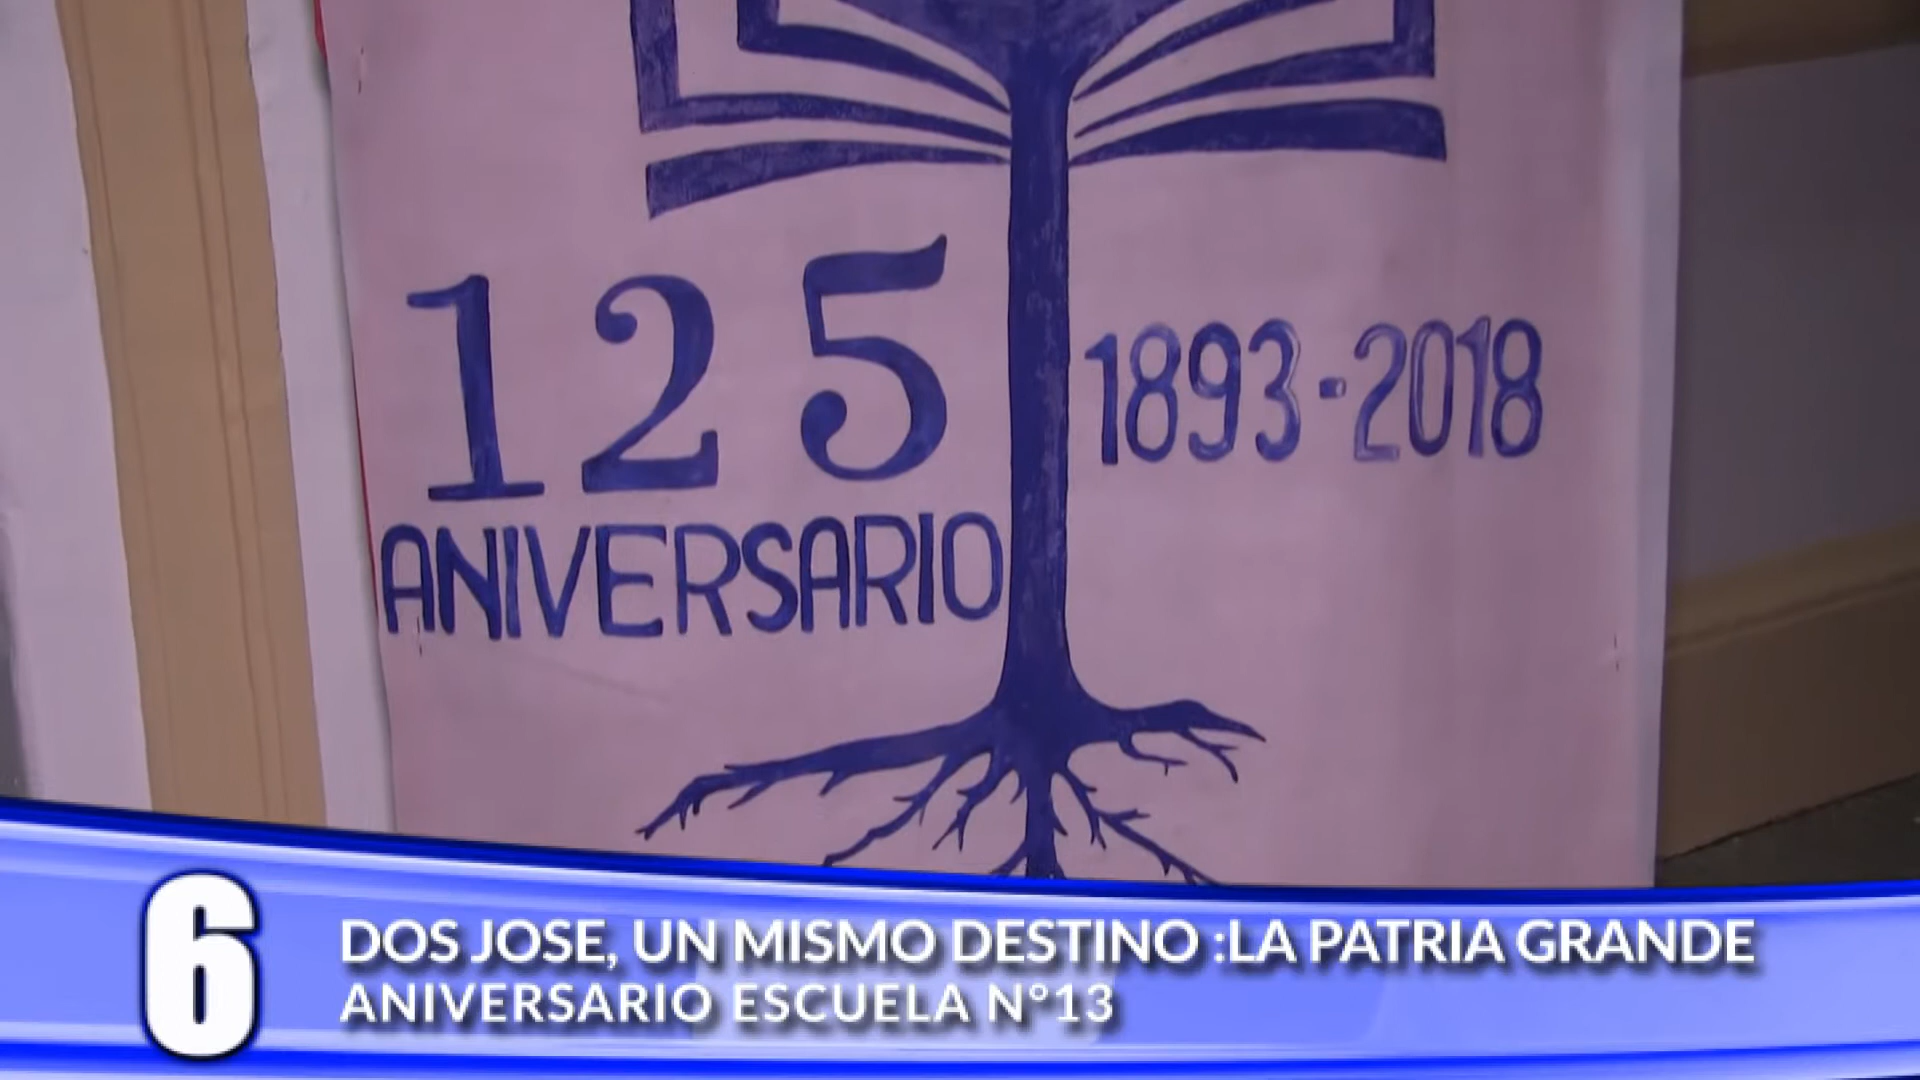 125
ANIVERSARIO
1893-2018
6
DOS JOSE, UN MISMO DESTINO :LA PATRIA GRANDE
ANIVERSARIO ESCUELA N°13